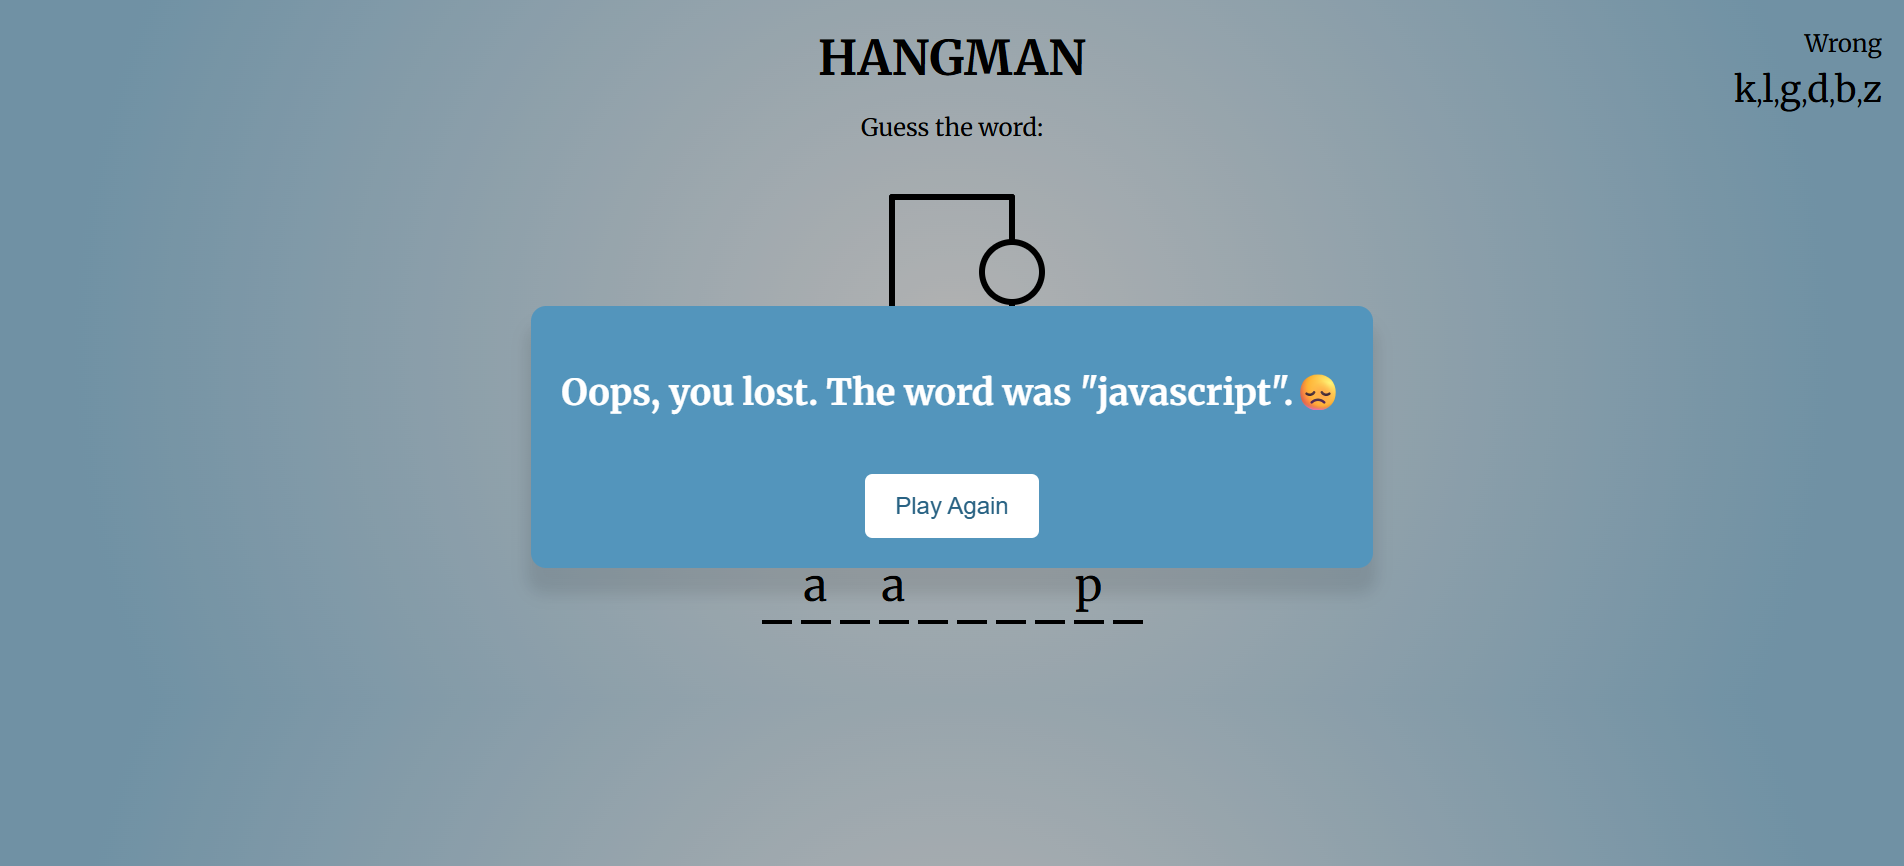 HANGMAN
Wrong
k,l,g,d,b,z
Guess the word:
Oops, you lost. The word was "javascript". 😞
Play Again
a a p